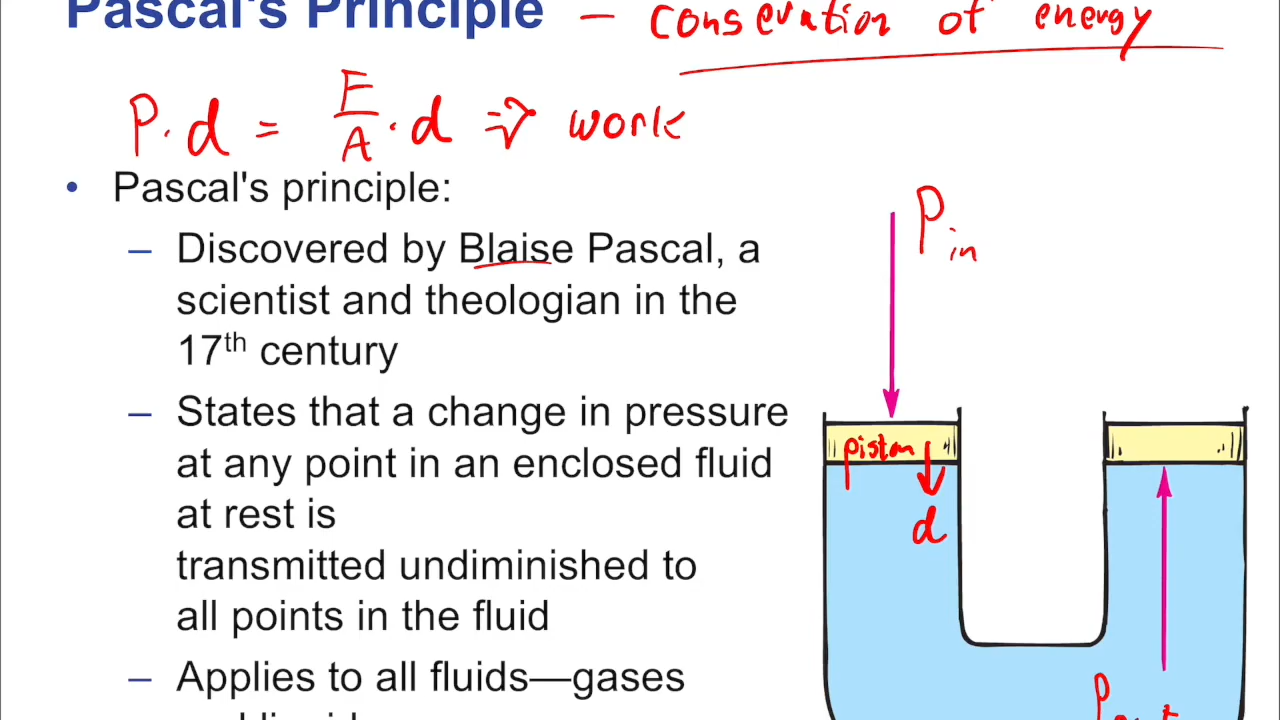 Pascal's Principle – consevation of energy
P · d = F/A · d ⇒ work
• Pascal's principle:
– Discovered by Blaise Pascal, a
scientist and theologian in the
17th century
– States that a change in pressure
at any point in an enclosed fluid
at rest is
transmitted undiminished to
all points in the fluid
– Applies to all fluids—gases
P in
piston
d
P